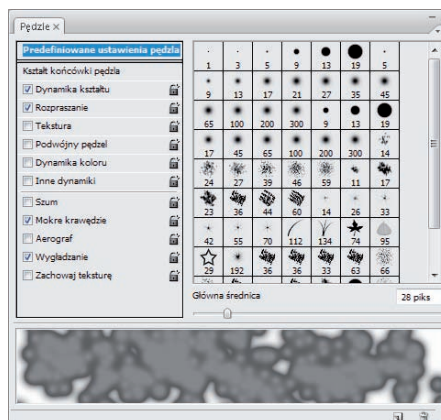 Pędzle ×
Predefiniowane ustawienia pędzla
Kształt końcówki pędzla
Dynamika kształtu
Rozpraszanie
Tekstura
Podwójny pędzel
Dynamika koloru
Inne dynamiki
Szum
Mokre krawędzie
Aerograf
Wygładzanie
Zachowaj teksturę
1 3 5 9 13 19 5
9 13 17 21 27 35 45
65 100 200 300 9 13 19
17 45 65 100 200 300 14
24 27 39 46 59 11 17
23 36 44 60 14 26 33
42 55 70 112 134 74 95
29 192 36 36 33 63 66
Główna średnica
28 piks